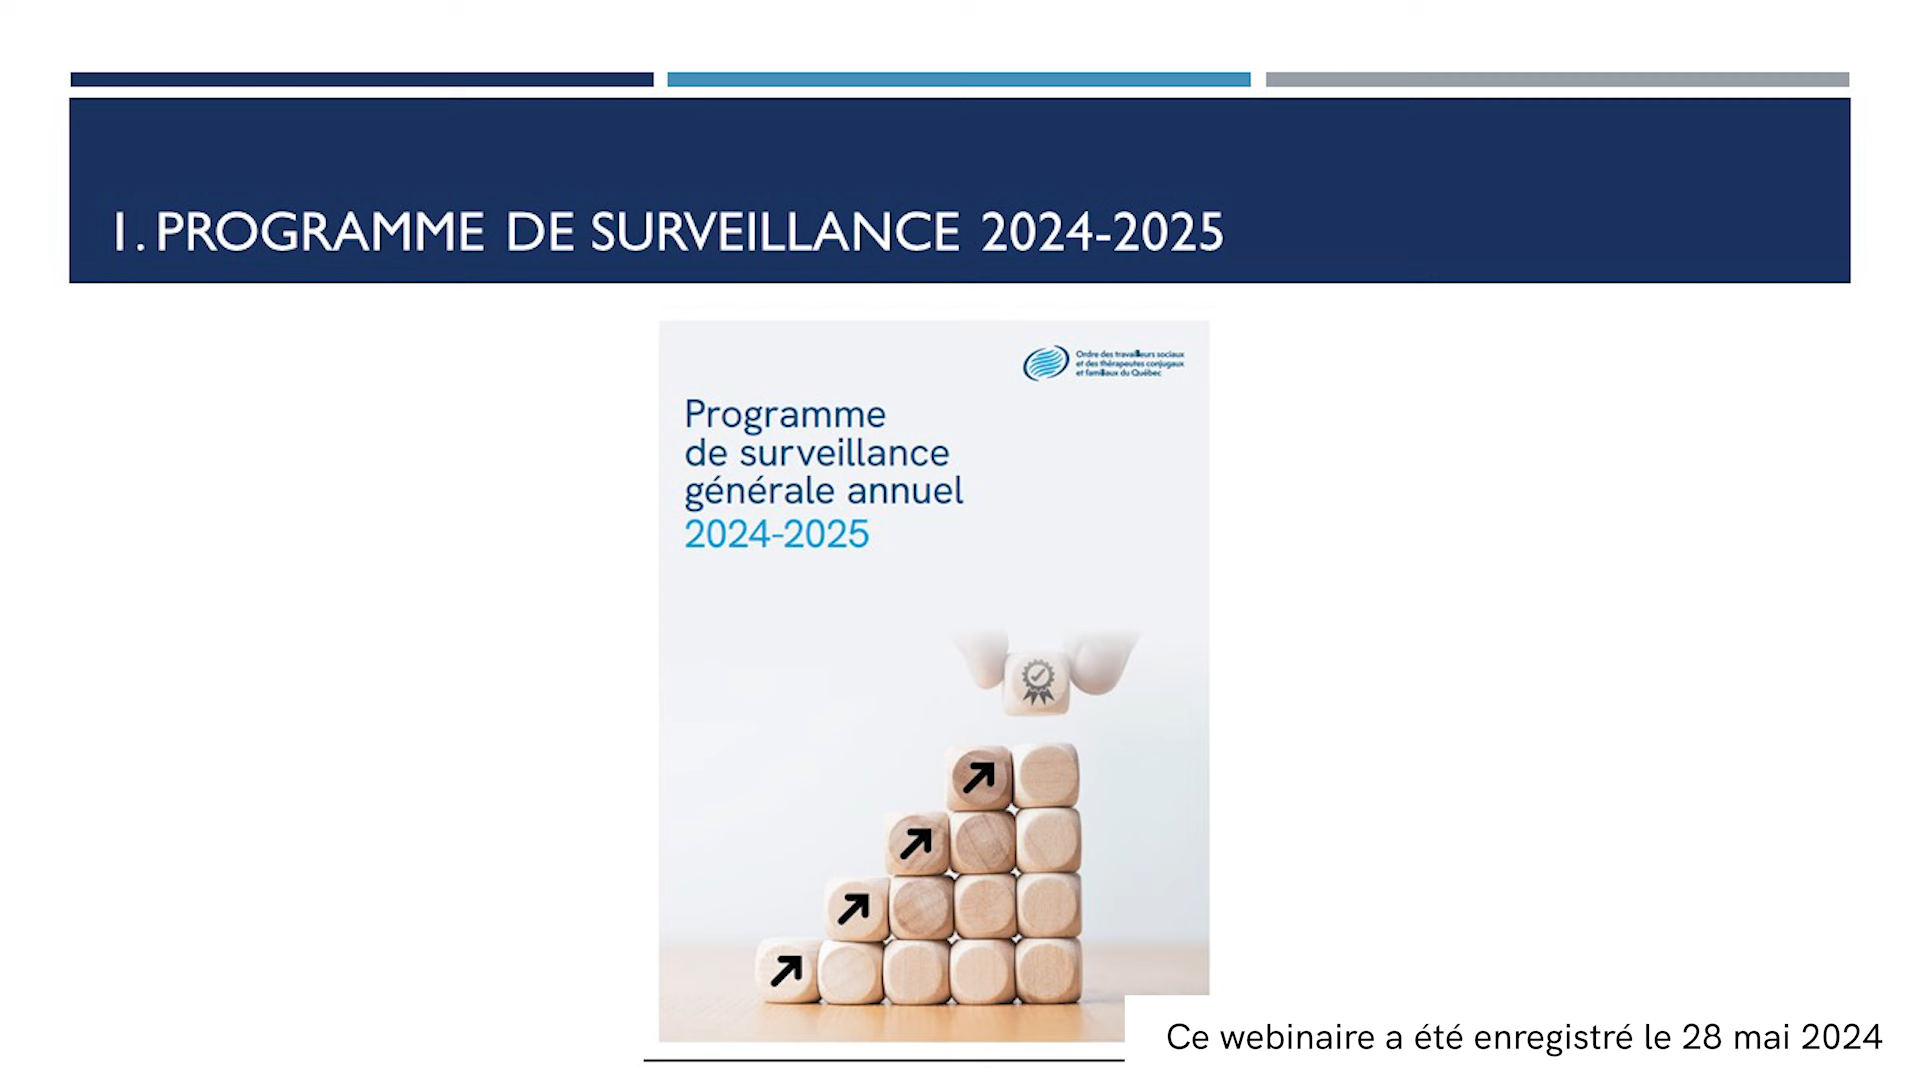 1. PROGRAMME DE SURVEILLANCE 2024-2025
Ordre des travailleurs sociaux
et des thérapeutes conjugaux
et familiaux du Québec
Programme
de surveillance
générale annuel
2024-2025
Ce webinaire a été enregistré le 28 mai 2024